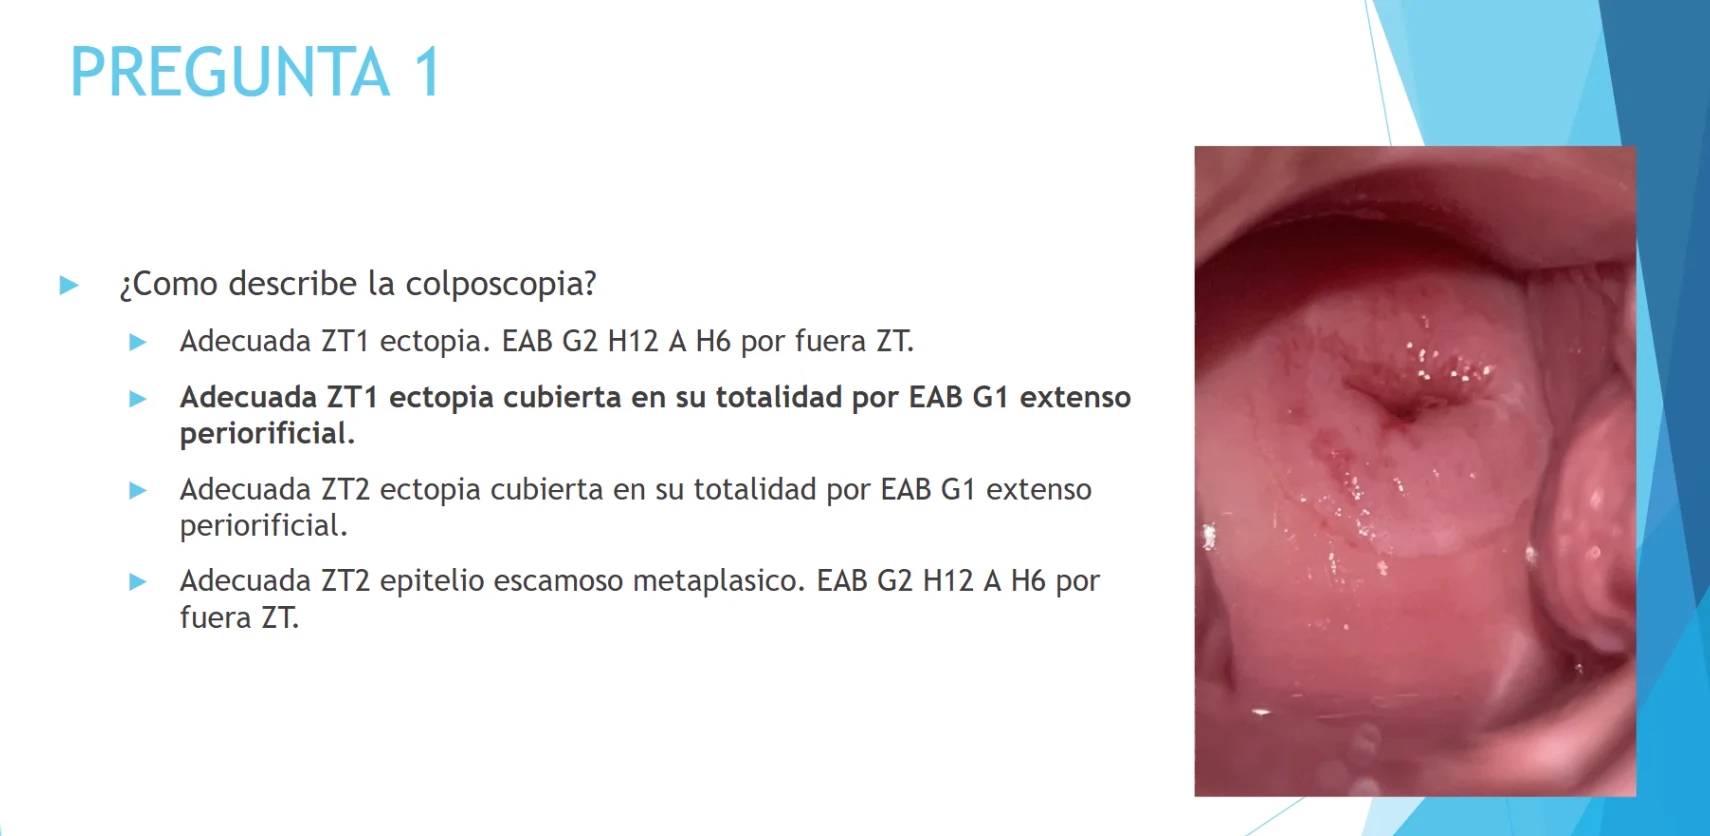 PREGUNTA 1
¿Como describe la colposcopia?
Adecuada ZT1 ectopia. EAB G2 H12 A H6 por fuera ZT.
Adecuada ZT1 ectopia cubierta en su totalidad por EAB G1 extenso
periorificial.
Adecuada ZT2 ectopia cubierta en su totalidad por EAB G1 extenso
periorificial.
Adecuada ZT2 epitelio escamoso metaplasico. EAB G2 H12 A H6 por
fuera ZT.